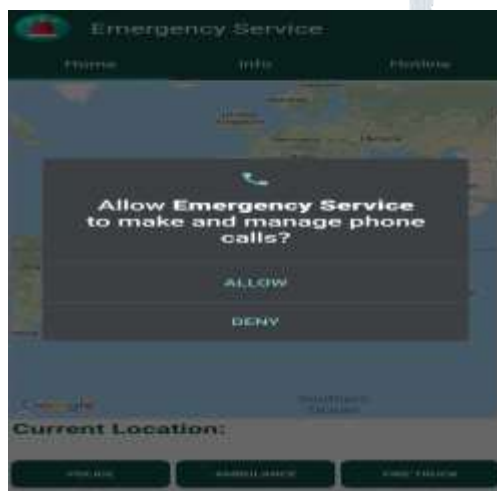 Emergency Service
Home Info Hotline
Allow Emergency Service
to make and manage phone
calls?
ALLOW
DENY
Google
Current Location:
POLICE AMBULANCE FIRE TRUCK